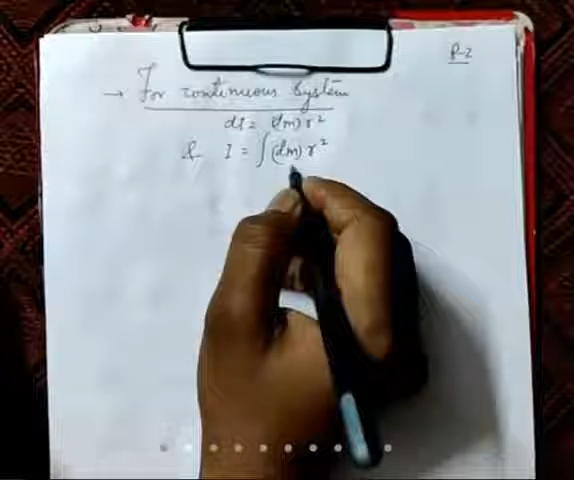 P-2
→ For continuous System
dI = (dm) r²
& I = ∫(dm) r²